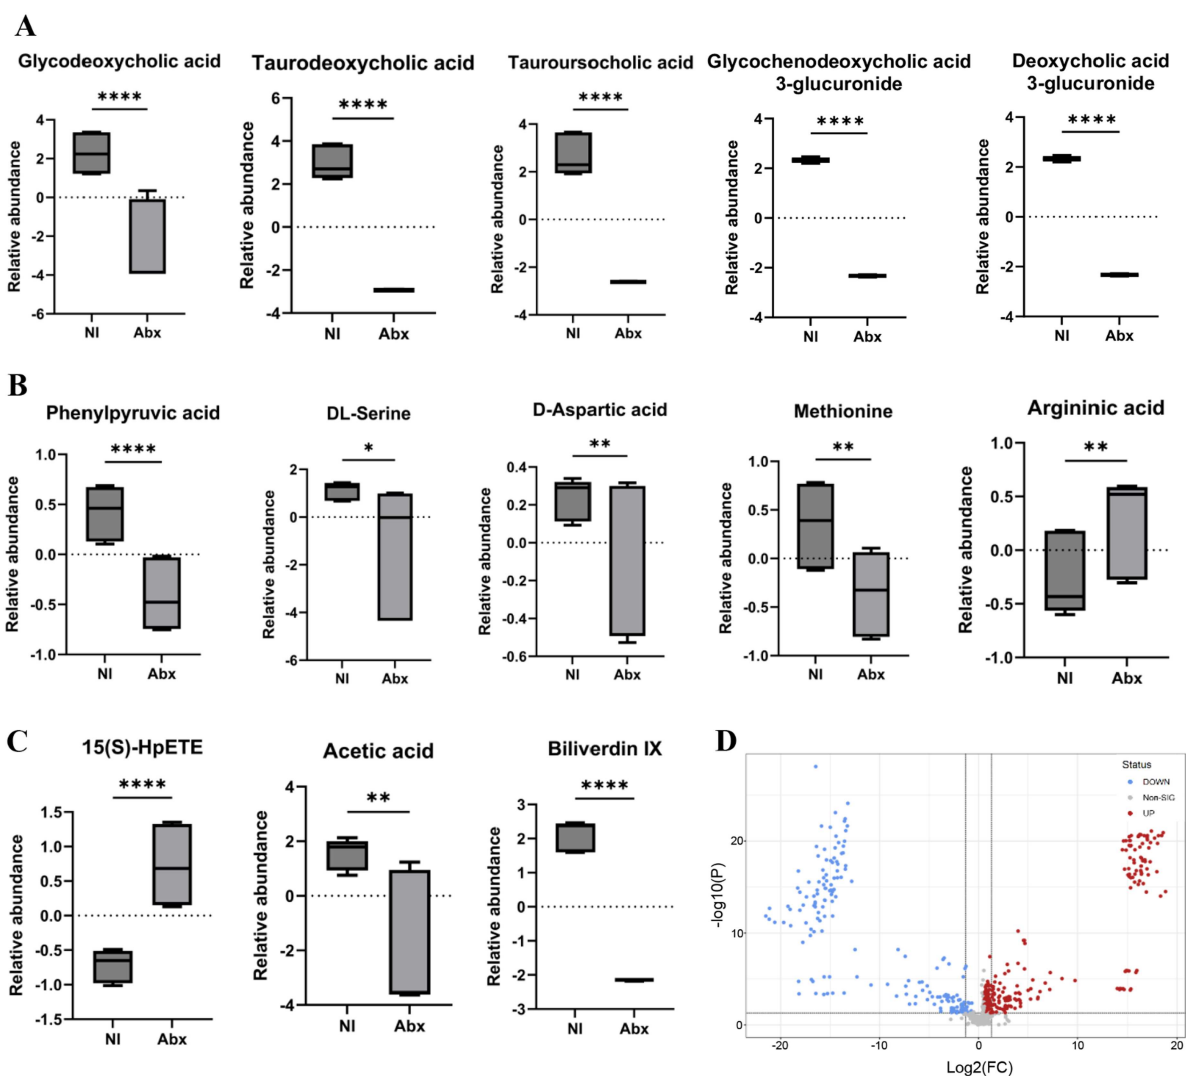 A
Glycodeoxycholic acid
Taurodeoxycholic acid
Tauroursocholic acid
Glycochenodeoxycholic acid
3-glucuronide
Deoxycholic acid
3-glucuronide
****
****
****
****
****
Relative abundance
4
2
0
-2
-4
-6
NI
Abx
Relative abundance
6
4
2
0
-2
-4
NI
Abx
Relative abundance
4
2
0
-2
-4
NI
Abx
Relative abundance
4
2
0
-2
-4
NI
Abx
Relative abundance
4
2
0
-2
-4
NI
Abx
B
Phenylpyruvic acid
DL-Serine
D-Aspartic acid
Methionine
Argininic acid
****
*
**
**
**
Relative abundance
1.0
0.5
0.0
-0.5
-1.0
NI
Abx
Relative abundance
2
0
-2
-4
-6
NI
Abx
Relative abundance
0.4
0.2
0.0
-0.2
-0.4
-0.6
NI
Abx
Relative abundance
1.0
0.5
0.0
-0.5
-1.0
NI
Abx
Relative abundance
1.0
0.5
0.0
-0.5
-1.0
NI
Abx
C
15(S)-HpETE
Acetic acid
Biliverdin IX
****
**
****
Relative abundance
1.5
1.0
0.5
0.0
-0.5
-1.0
-1.5
NI
Abx
Relative abundance
4
2
0
-2
-4
NI
Abx
Relative abundance
3
2
1
0
-1
-2
-3
NI
Abx
D
Status
DOWN
Non-SIG
UP
-log10(P)
20
10
0
-20
-10
0
10
20
Log2(FC)